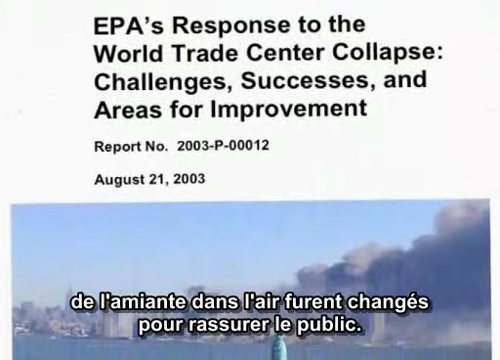 EPA's Response to the
World Trade Center Collapse:
Challenges, Successes, and
Areas for Improvement
Report No. 2003-P-00012
August 21, 2003
de l'amiante dans l'air furent changés
pour rassurer le public.